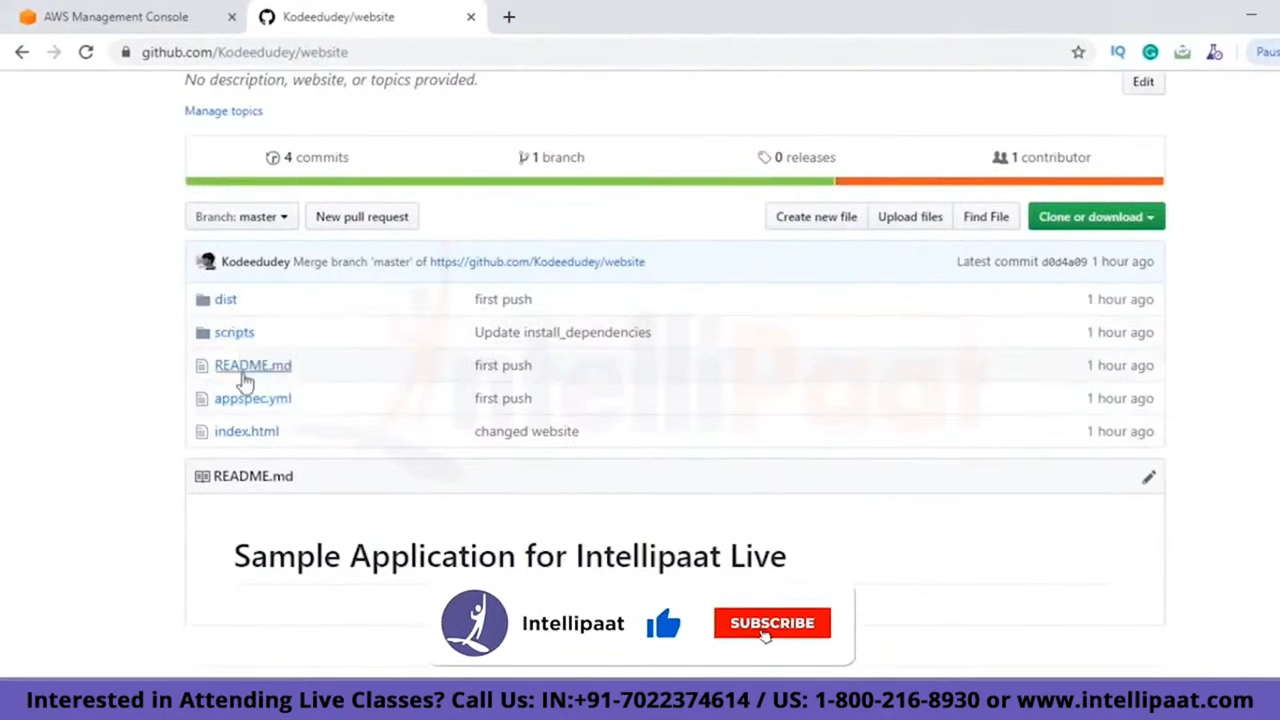 AWS Management Console
Kodeedudey/website
github.com/Kodeedudey/website
IQ
Paus
No description, website, or topics provided.
Edit
Manage topics
4 commits
1 branch
0 releases
1 contributor
Branch: master
New pull request
Create new file
Upload files
Find File
Clone or download
Kodeedudey Merge branch 'master' of https://github.com/Kodeedudey/website
Latest commit d0d4a09 1 hour ago
dist first push 1 hour ago
scripts Update install_dependencies 1 hour ago
README.md first push 1 hour ago
appspec.yml first push 1 hour ago
index.html changed website 1 hour ago
IntelliPaat
README.md
Sample Application for Intellipaat Live
Intellipaat
SUBSCRIBE
Interested in Attending Live Classes? Call Us: IN:+91-7022374614 / US: 1-800-216-8930 or www.intellipaat.com